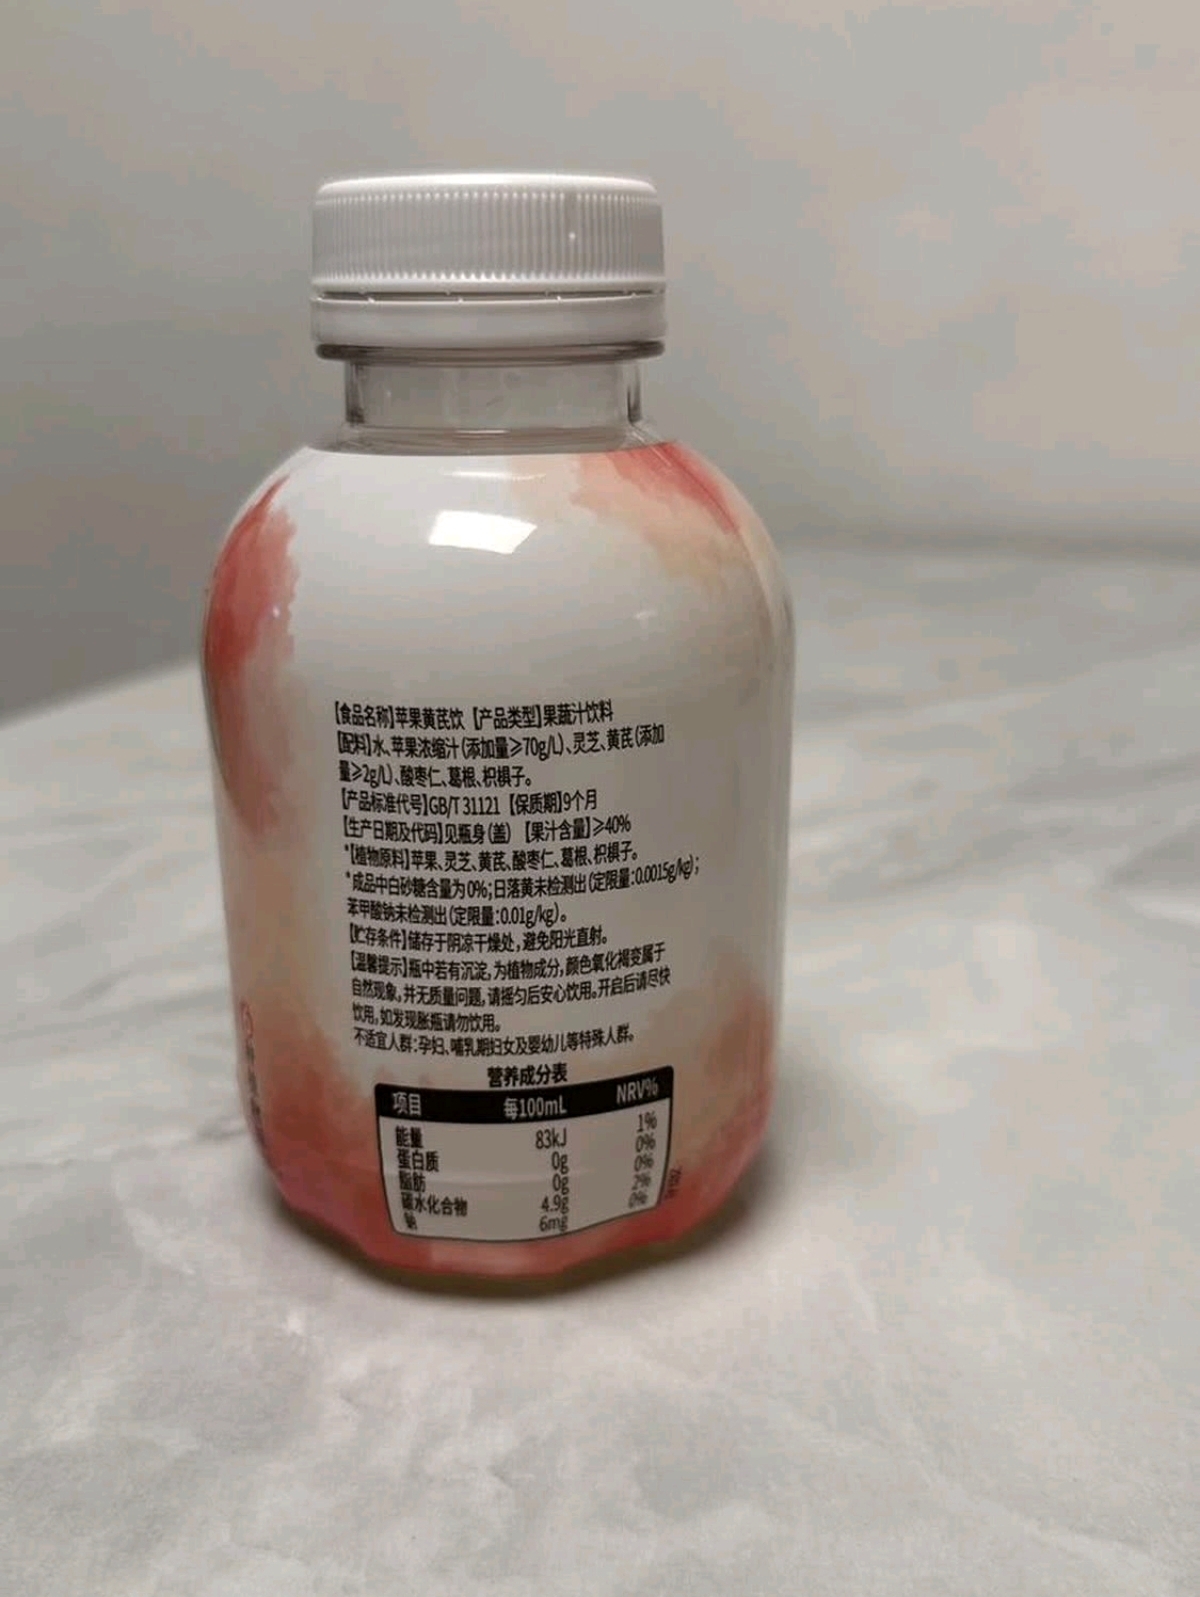 【食品名称】苹果黄芪饮 【产品类型】果蔬汁饮料
【配料】水、苹果浓缩汁(添加量≥70g/L)、灵芝、黄芪(添加
量≥2g/L)、酸枣仁、葛根、枳椇子。
【产品标准代号】GB/T 31121 【保质期】9个月
【生产日期及代码】见瓶身(盖) 【果汁含量】≥40%
*【植物原料】苹果、灵芝、黄芪、酸枣仁、葛根、枳椇子。
*成品中白砂糖含量为0%;日落黄未检测出(定限量:0.0015g/kg);
苯甲酸钠未检测出(定限量:0.01g/kg)。
【贮存条件】储存于阴凉干燥处,避免阳光直射。
【温馨提示】瓶中若有沉淀,为植物成分,颜色氧化褐变属于
自然现象,并无质量问题,请摇匀后安心饮用。开启后请尽快
饮用,如发现胀瓶请勿饮用。
不适宜人群:孕妇、哺乳期妇女及婴幼儿等特殊人群。
营养成分表
项目 每100mL NRV%
能量 83kJ 1%
蛋白质 0g 0%
脂肪 0g 0%
碳水化合物 4.9g 2%
钠 6mg 0%